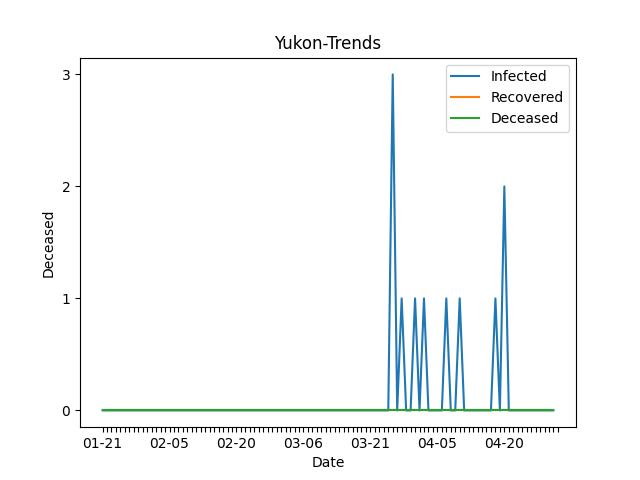 Yukon-Trends
Infected
Recovered
Deceased
3
2
1
0
Deceased
01-21 02-05 02-20 03-06 03-21 04-05 04-20
Date